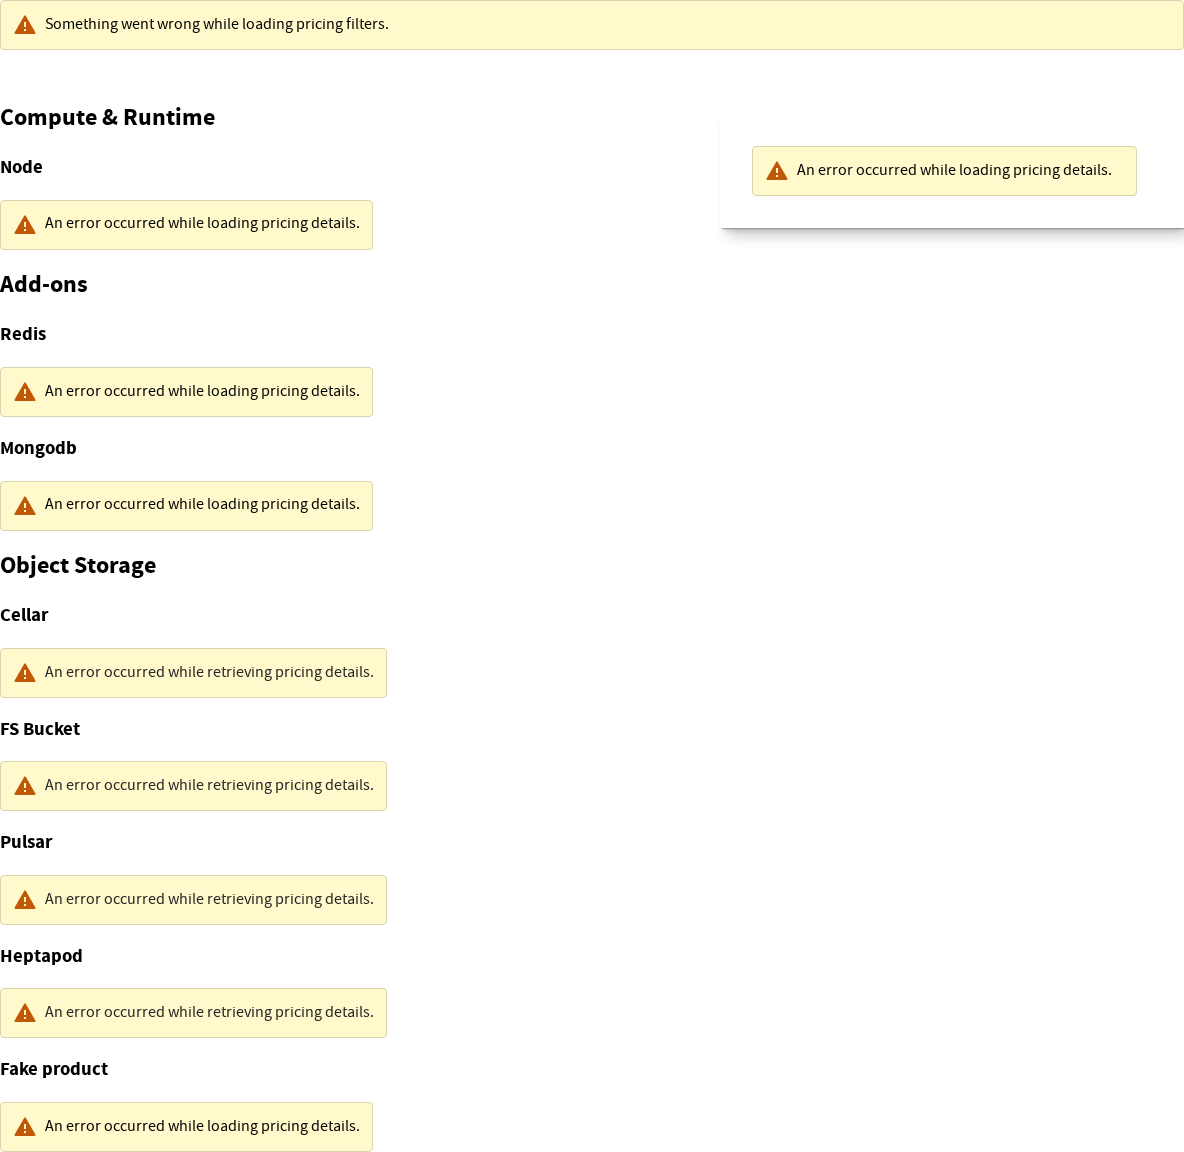 Something went wrong while loading pricing filters.
Compute & Runtime
Node
An error occurred while loading pricing details.
An error occurred while loading pricing details.
Add-ons
Redis
An error occurred while loading pricing details.
Mongodb
An error occurred while loading pricing details.
Object Storage
Cellar
An error occurred while retrieving pricing details.
FS Bucket
An error occurred while retrieving pricing details.
Pulsar
An error occurred while retrieving pricing details.
Heptapod
An error occurred while retrieving pricing details.
Fake product
An error occurred while loading pricing details.